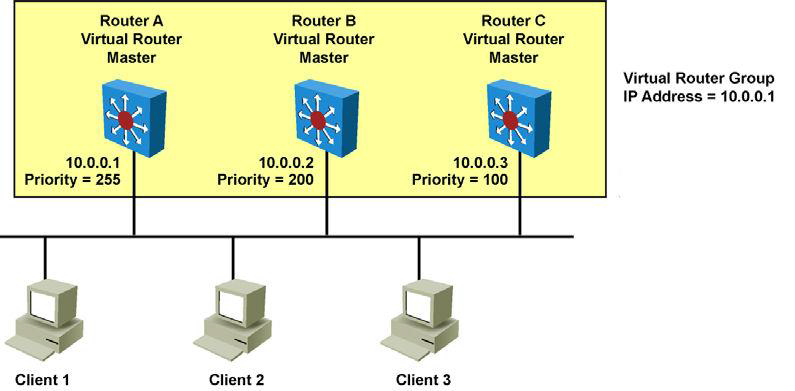 Router A
Virtual Router
Master
Router B
Virtual Router
Master
Router C
Virtual Router
Master
Virtual Router Group
IP Address = 10.0.0.1
10.0.0.1
Priority = 255
10.0.0.2
Priority = 200
10.0.0.3
Priority = 100
Client 1
Client 2
Client 3